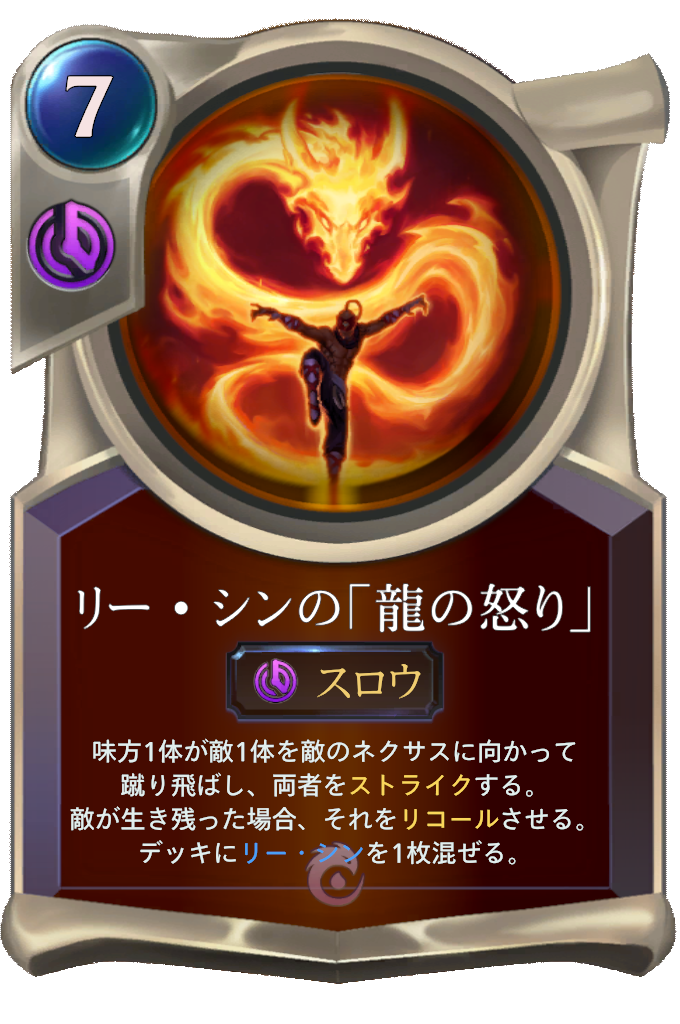 7
リー・シンの「龍の怒り」
スロウ
味方1体が敵1体を敵のネクサスに向かって
蹴り飛ばし、両者をストライクする。
敵が生き残った場合、それをリコールさせる。
デッキにリー・シンを1枚混ぜる。